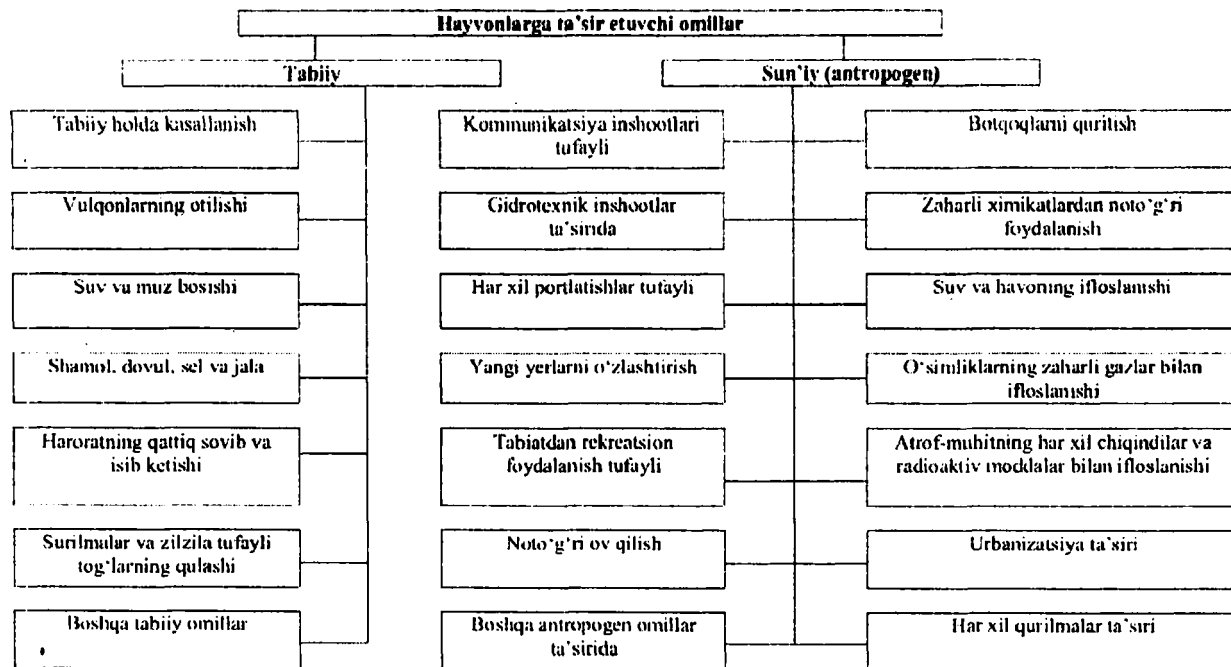 Hayvonlarga ta'sir etuvchi omillar
Tabiiy
Sun'iy (antropogen)
Tabiiy holda kasallanish
Vulqonlarning otilishi
Suv va muz bosishi
Shamol, dovul, sel va jala
Haroratning qattiq sovib va
isib ketishi
Surilmalar va zilzila tufayli
tog‘larning qulashi
Boshqa tabiiy omillar
Kommunikatsiya inshootlari
tufayli
Gidrotexnik inshootlar
ta'sirida
Har xil portlatishlar tufayli
Yangi yerlarni o‘zlashtirish
Tabiatdan rekreatsion
foydalanish tufayli
Noto‘g‘ri ov qilish
Boshqa antropogen omillar
ta'sirida
Botqoqlarni quritish
Zaharli ximikatlardan noto‘g‘ri
foydalanish
Suv va havoning ifloslanishi
O‘simliklarning zaharli gazlar bilan
ifloslanishi
Atrof-muhitning har xil chiqindilar va
radioaktiv moddalar bilan ifloslanishi
Urbanizatsiya ta'siri
Har xil qurilmalar ta'siri